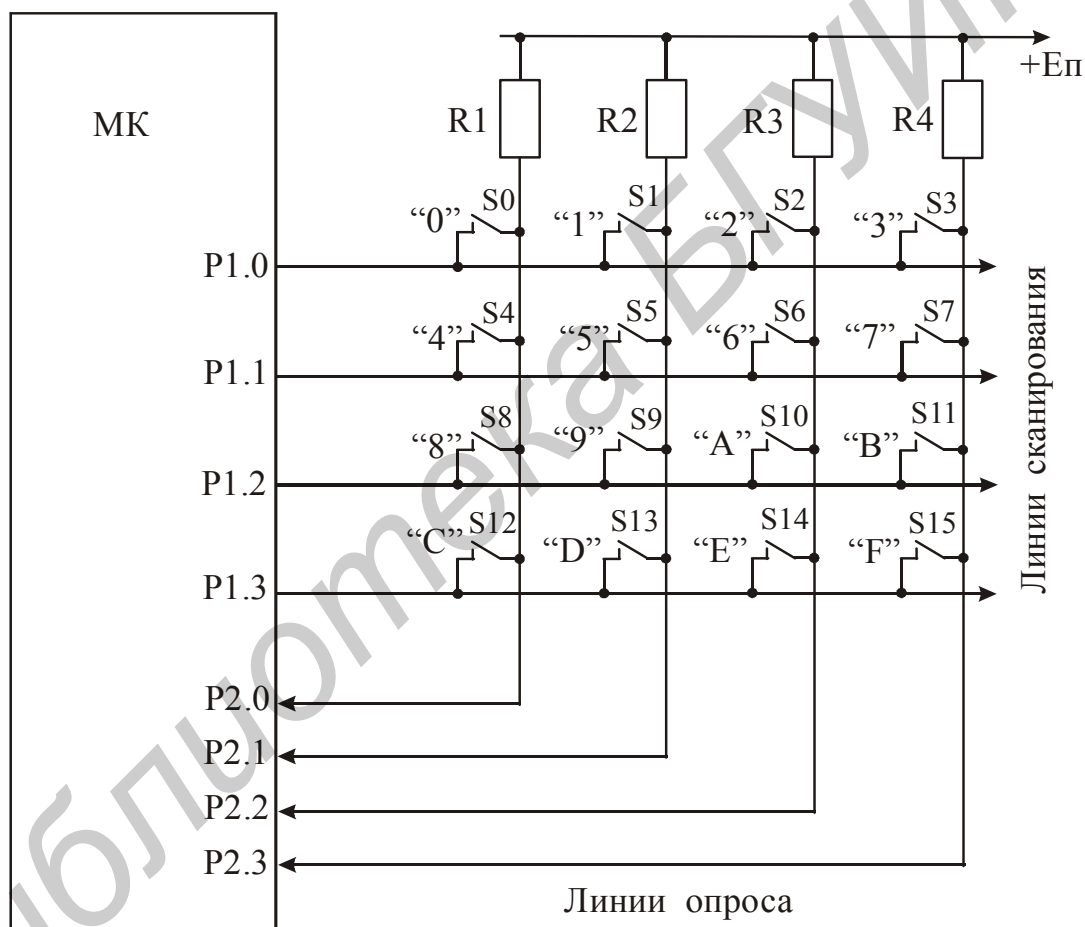 +Eп
МК
R1 R2 R3 R4
“0” S0 “1” S1 “2” S2 “3” S3
P1.0
“4” S4 “5” S5 “6” S6 “7” S7
P1.1
“8” S8 “9” S9 “A” S10 “B” S11
P1.2
“C” S12 “D” S13 “E” S14 “F” S15
P1.3
Линии сканирования
P2.0
P2.1
P2.2
P2.3
Линии опроса